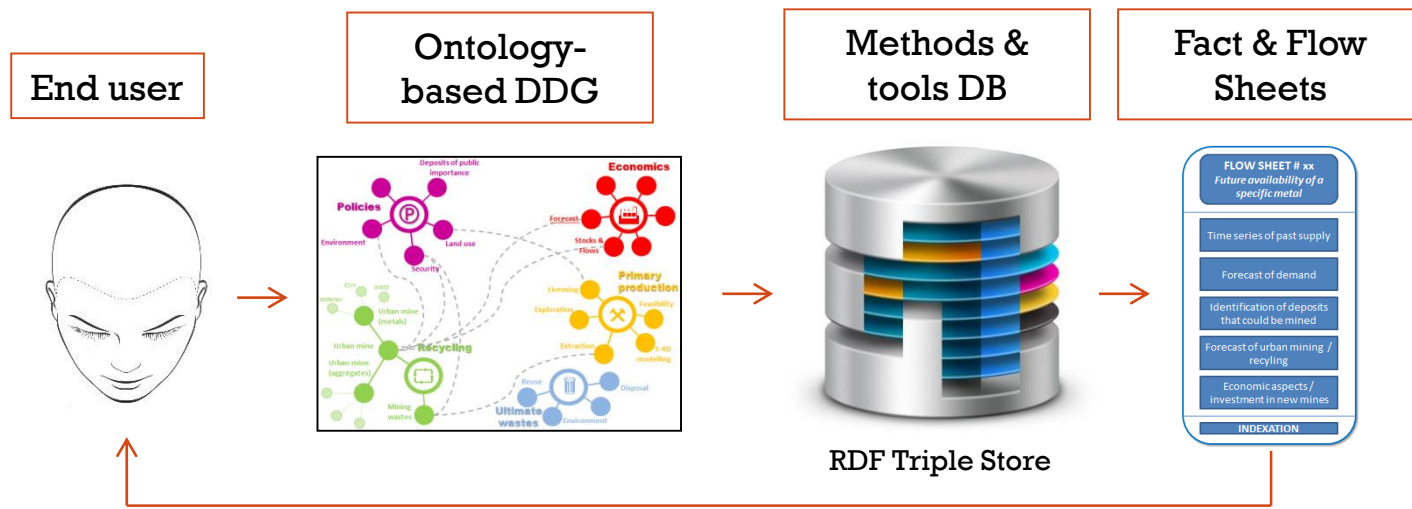 End user
Ontology-
based DDG
Methods &
tools DB
Fact & Flow
Sheets
Deposits of public
importance
Policies
P
Environment
Land use
Security
Economics
Forecast
Stocks &
Flows
Primary
production
Licensing
Exploration
Feasibility
Extraction
3-4D
modelling
ELVs
WEEE
Urban mine
(metals)
Urban mine
Recycling
Urban mine
(aggregates)
Mining
wastes
Reuse
Disposal
Ultimate
wastes
Environment
RDF Triple Store
FLOW SHEET # xx
Future availability of a
specific metal
Time series of past supply
Forecast of demand
Identification of deposits
that could be mined
Forecast of urban mining /
recyling
Economic aspects /
investment in new mines
INDEXATION